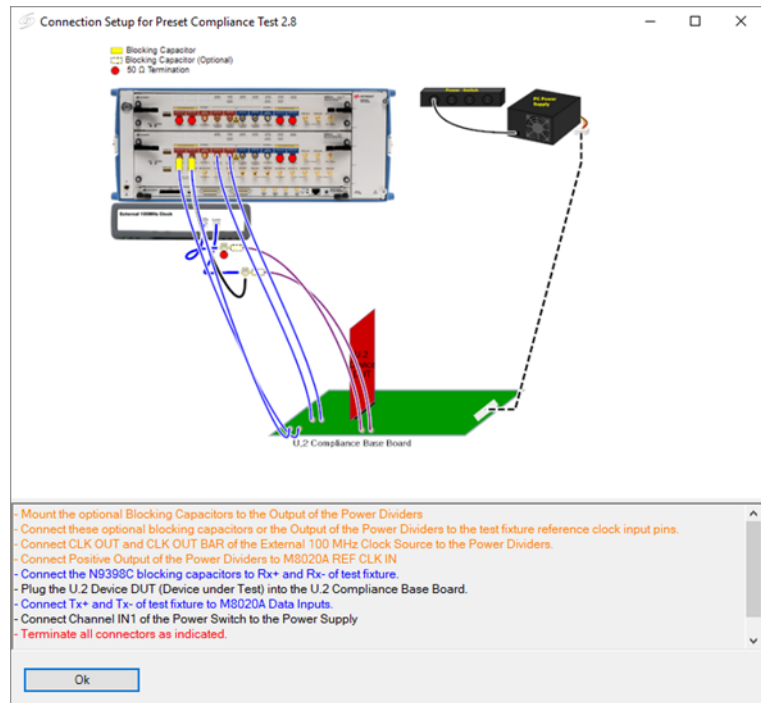 Connection Setup for Preset Compliance Test 2.8
Blocking Capacitor
Blocking Capacitor (Optional)
50 Ω Termination
Power Switch
PC Power
Supply
External 100MHz Clock
U.2
U.2 Compliance Base Board
- Mount the optional Blocking Capacitors to the Output of the Power Dividers
- Connect these optional blocking capacitors or the Output of the Power Dividers to the test fixture reference clock input pins.
- Connect CLK OUT and CLK OUT BAR of the External 100 MHz Clock Source to the Power Dividers.
- Connect Positive Output of the Power Dividers to M8020A REF CLK IN
- Connect the N9398C blocking capacitors to Rx+ and Rx- of test fixture.
- Plug the U.2 Device DUT (Device under Test) into the U.2 Compliance Base Board.
- Connect Tx+ and Tx- of test fixture to M8020A Data Inputs.
- Connect Channel IN1 of the Power Switch to the Power Supply
- Terminate all connectors as indicated.
Ok